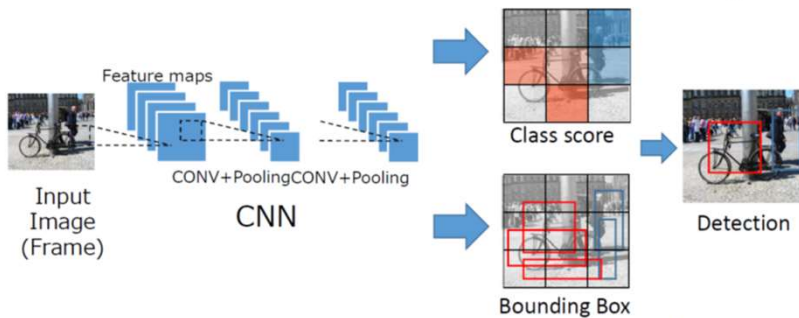 Feature maps
CONV+PoolingCONV+Pooling
Input
Image
(Frame)
CNN
Class score
Bounding Box
Detection